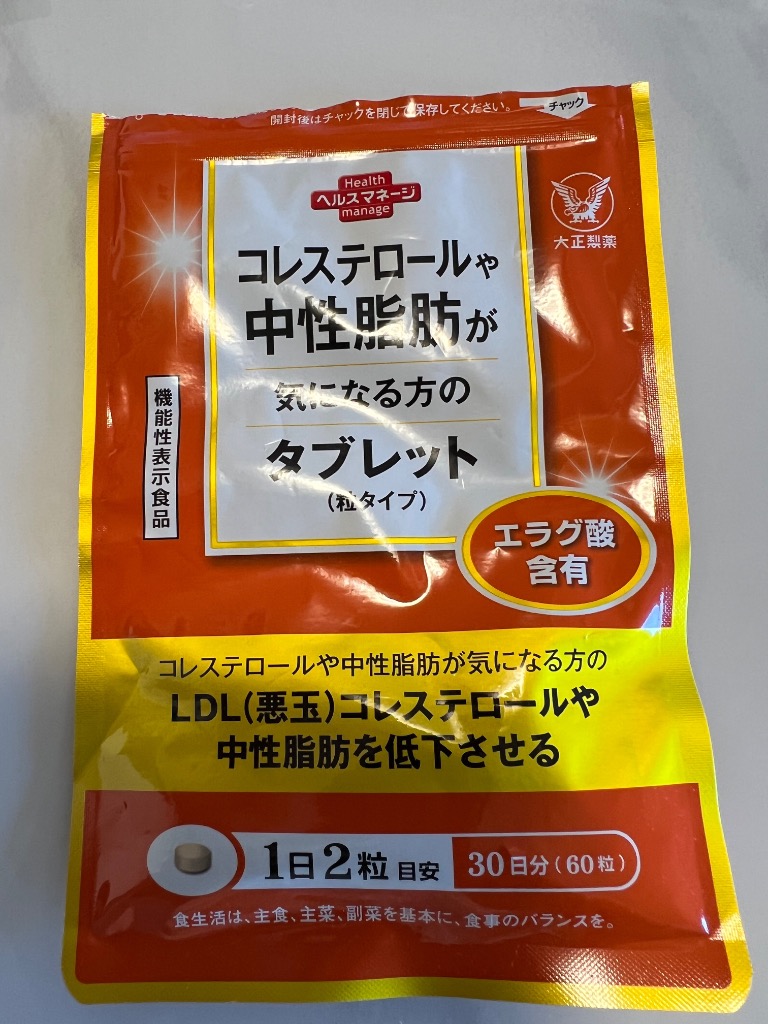 開封後はチャックを閉じて保存してください。
チャック
Health
ヘルスマネージ
manage
大正製薬
コレステロールや
中性脂肪が
気になる方の
タブレット
(粒タイプ)
機能性表示食品
エラグ酸
含有
コレステロールや中性脂肪が気になる方の
LDL(悪玉)コレステロールや
中性脂肪を低下させる
1日2粒 目安
30日分(60粒)
食生活は、主食、主菜、副菜を基本に、食事のバランスを。